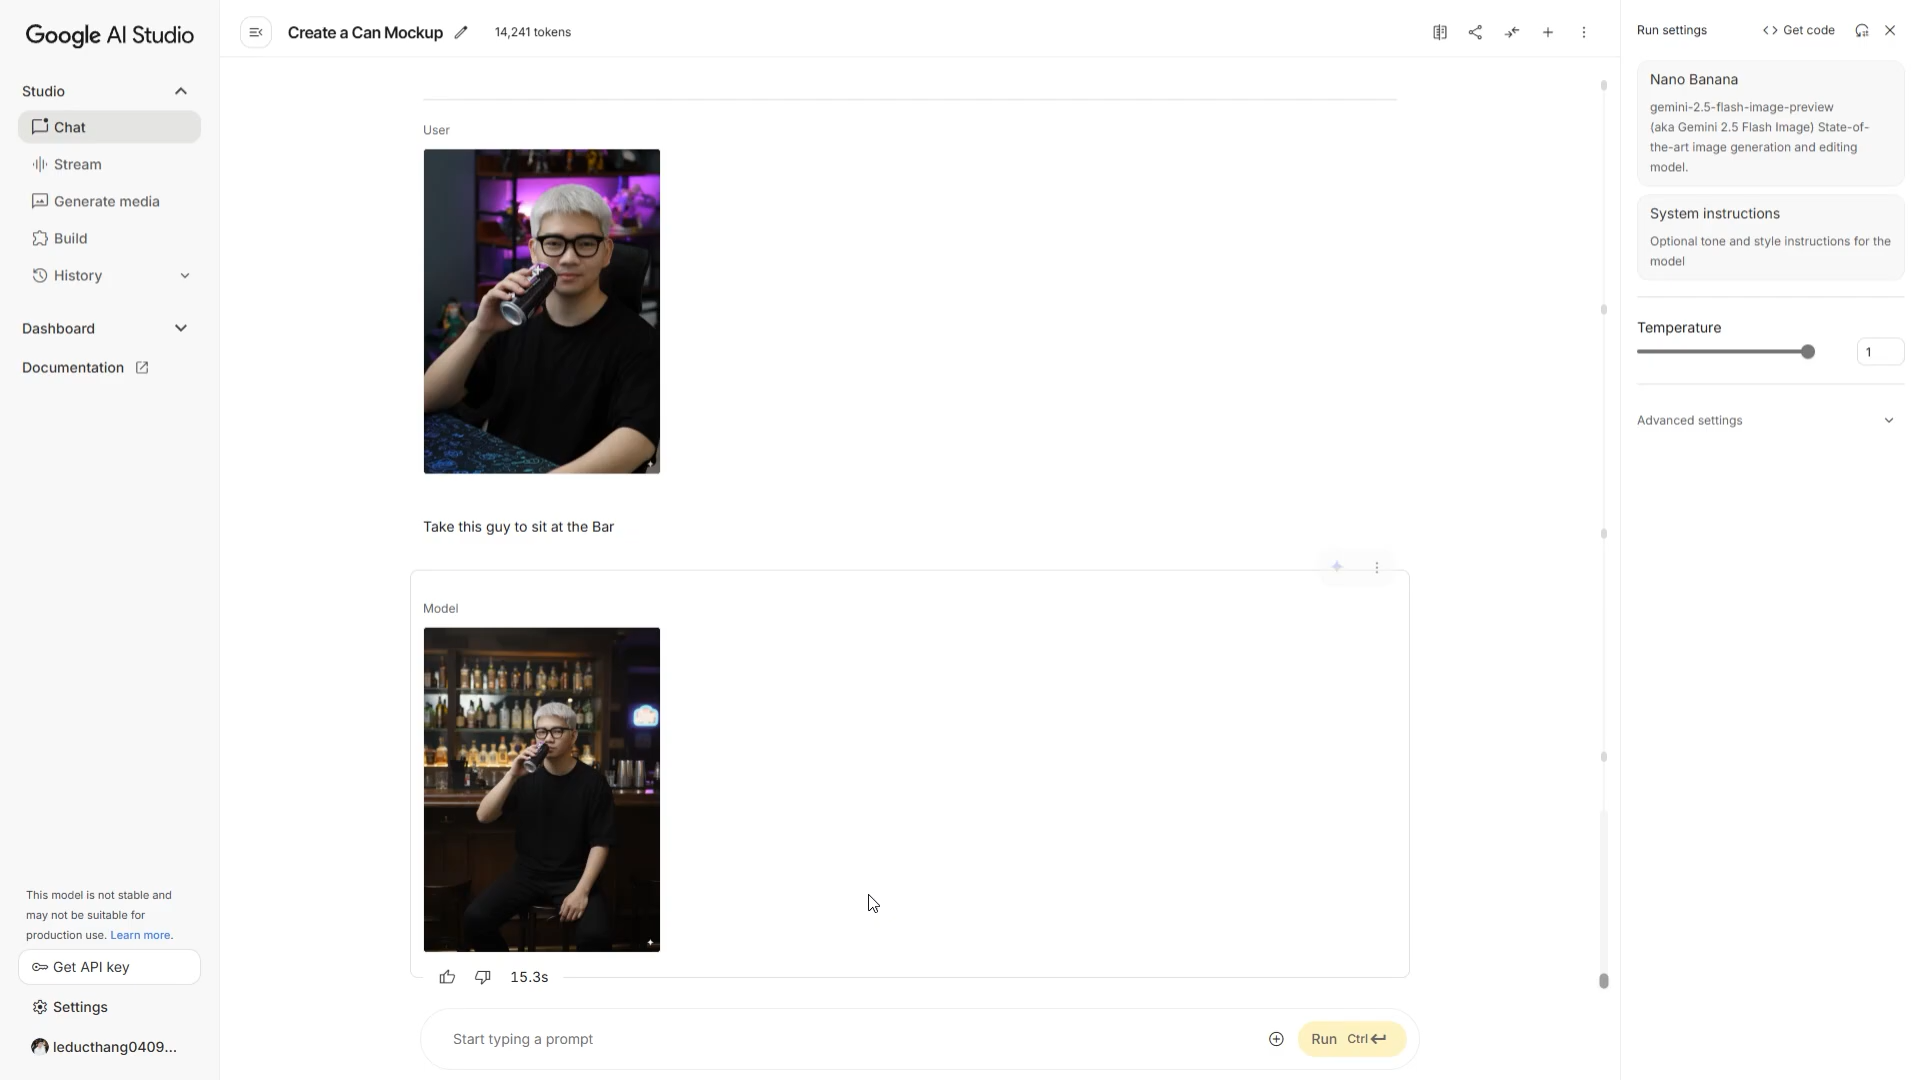 Google AI Studio
Create a Can Mockup
14,241 tokens
Studio
Chat
Stream
Generate media
Build
History
Dashboard
Documentation
This model is not stable and
may not be suitable for
production use. Learn more.
Get API key
Settings
leducthang0409...
User
Take this guy to sit at the Bar
Model
15.3s
Start typing a prompt
Run Ctrl
Run settings
Get code
Nano Banana
gemini-2.5-flash-image-preview
(aka Gemini 2.5 Flash Image) State-of-
the-art image generation and editing
model.
System instructions
Optional tone and style instructions for the
model
Temperature
1
Advanced settings